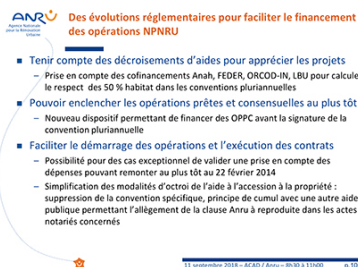 ANRU
Agence Nationale
pour la Rénovation
Urbaine
Des évolutions réglementaires pour faciliter le financement
des opérations NPNRU
Tenir compte des décroisements d'aides pour apprécier les projets
– Prise en compte des cofinancements Anah, FEDER, ORCOD-IN, LBU pour calcule
le respect des 50 % habitat dans les conventions pluriannuelles
Pouvoir enclencher les opérations prêtes et consensuelles au plus tôt
– Nouveau dispositif permettant de financer des OPPC avant la signature de la
convention pluriannuelle
Faciliter le démarrage des opérations et l'exécution des contrats
– Possibilité pour des cas exceptionnel de valider une prise en compte des
dépenses pouvant remonter au plus tôt au 22 février 2014
– Simplification des modalités d'octroi de l'aide à l'accession à la propriété :
suppression de la convention spécifique, principe de cumul avec une autre aide
publique permettant l'allègement de la clause Anru à reproduite dans les actes
notariés concernés
11 septembre 2018 – ACAD / Anru – 8h30 à 11h00